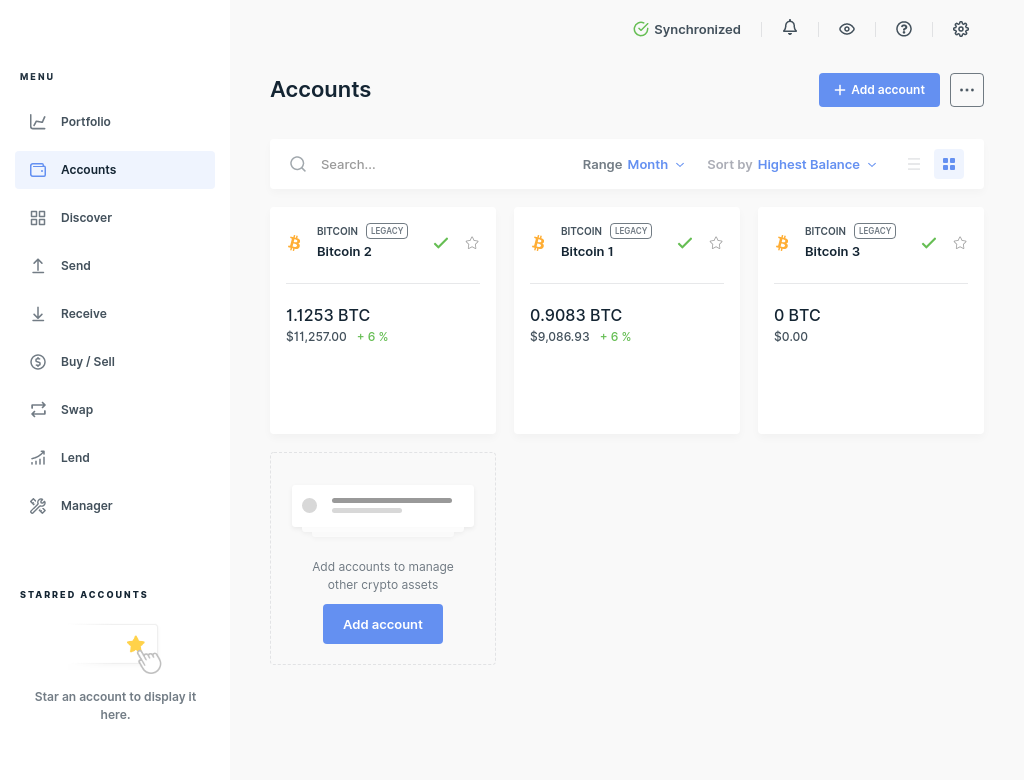 Synchronized
MENU
Portfolio
Accounts
Discover
Send
Receive
Buy / Sell
Swap
Lend
Manager
STARRED ACCOUNTS
Star an account to display it
here.
Accounts
Add account
Search...
Range Month
Sort by Highest Balance
BITCOIN LEGACY
Bitcoin 2
1.1253 BTC
$11,257.00 + 6 %
BITCOIN LEGACY
Bitcoin 1
0.9083 BTC
$9,086.93 + 6 %
BITCOIN LEGACY
Bitcoin 3
0 BTC
$0.00
Add accounts to manage
other crypto assets
Add account